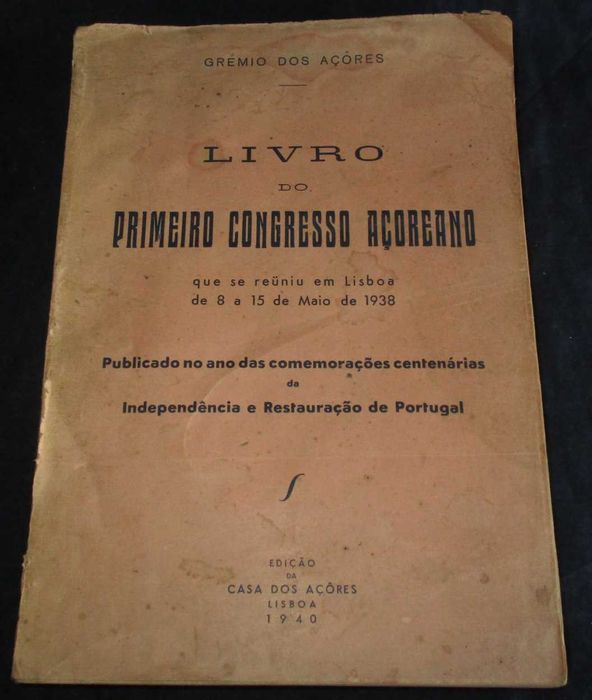 GRÉMIO DOS AÇÔRES
LIVRO
DO
PRIMEIRO CONGRESSO AÇOREANO
que se reüniu em Lisboa
de 8 a 15 de Maio de 1938
Publicado no ano das comemorações centenárias
da
Independência e Restauração de Portugal
EDIÇÃO
DA
CASA DOS AÇÔRES
LISBOA
1940